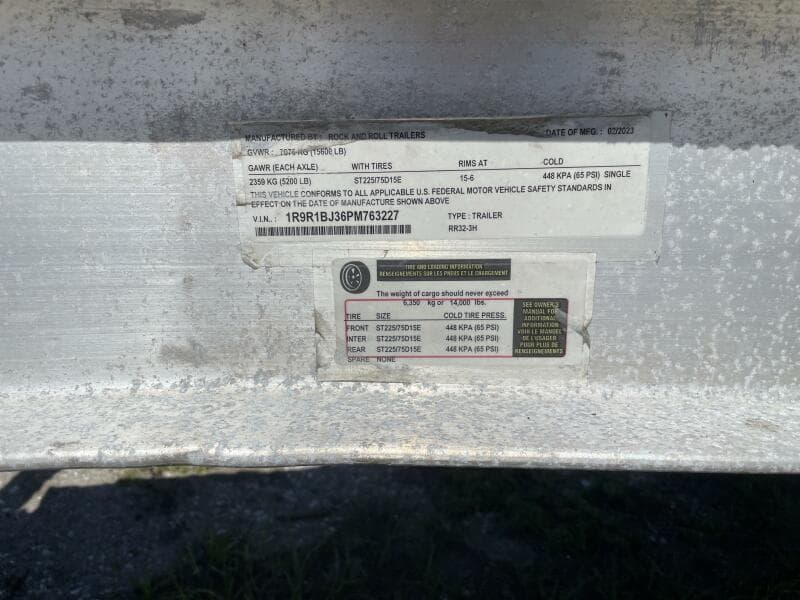 MANUFACTURED BY: ROCK AND ROLL TRAILERS DATE OF MFG.: 02/2023
GVWR: 7076 KG (15600 LB)
GAWR (EACH AXLE) WITH TIRES RIMS AT COLD
2359 KG (5200 LB) ST225/75D15E 15-6 448 KPA (65 PSI) SINGLE
THIS VEHICLE CONFORMS TO ALL APPLICABLE U.S. FEDERAL MOTOR VEHICLE SAFETY STANDARDS IN
EFFECT ON THE DATE OF MANUFACTURE SHOWN ABOVE
V.I.N.: 1R9R1BJ36PM763227 TYPE: TRAILER
RR32-3H
TIRE AND LOADING INFORMATION
RENSEIGNEMENTS SUR LES PNEUS ET LE CHARGEMENT
The weight of cargo should never exceed
6,350 kg or 14,000 lbs.
TIRE SIZE COLD TIRE PRESS.
FRONT ST225/75D15E 448 KPA (65 PSI)
INTER ST225/75D15E 448 KPA (65 PSI)
REAR ST225/75D15E 448 KPA (65 PSI)
SPARE NONE
SEE OWNER'S
MANUAL FOR
ADDITIONAL
INFORMATION
VOIR LE MANUEL
DE L'USAGER
POUR PLUS DE
RENSEIGNEMENTS